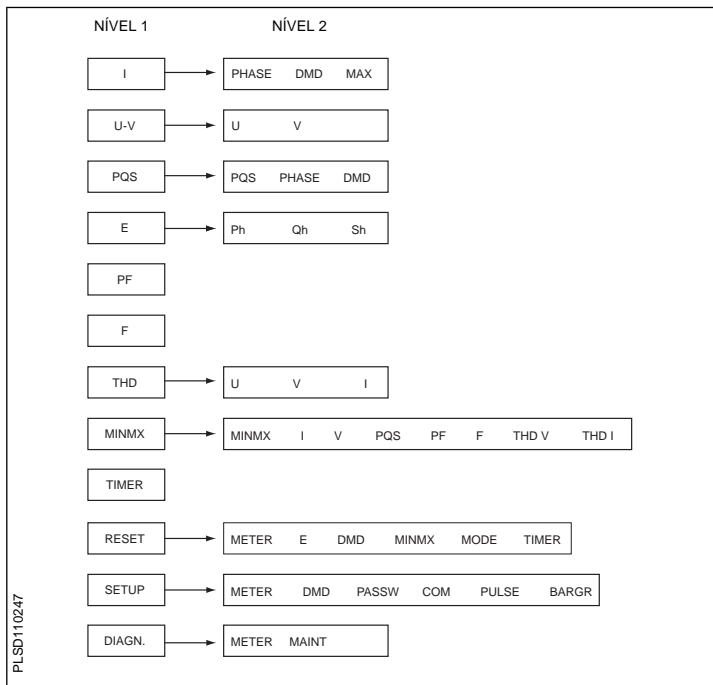 NÍVEL 1 NÍVEL 2
I PHASE DMD MAX
U-V U V
PQS PQS PHASE DMD
E Ph Qh Sh
PF
F
THD U V I
MINMX MINMX I V PQS PF F THD V THD I
TIMER
RESET METER E DMD MINMX MODE TIMER
SETUP METER DMD PASSW COM PULSE BARGR
DIAGN. METER MAINT
PLSD110247